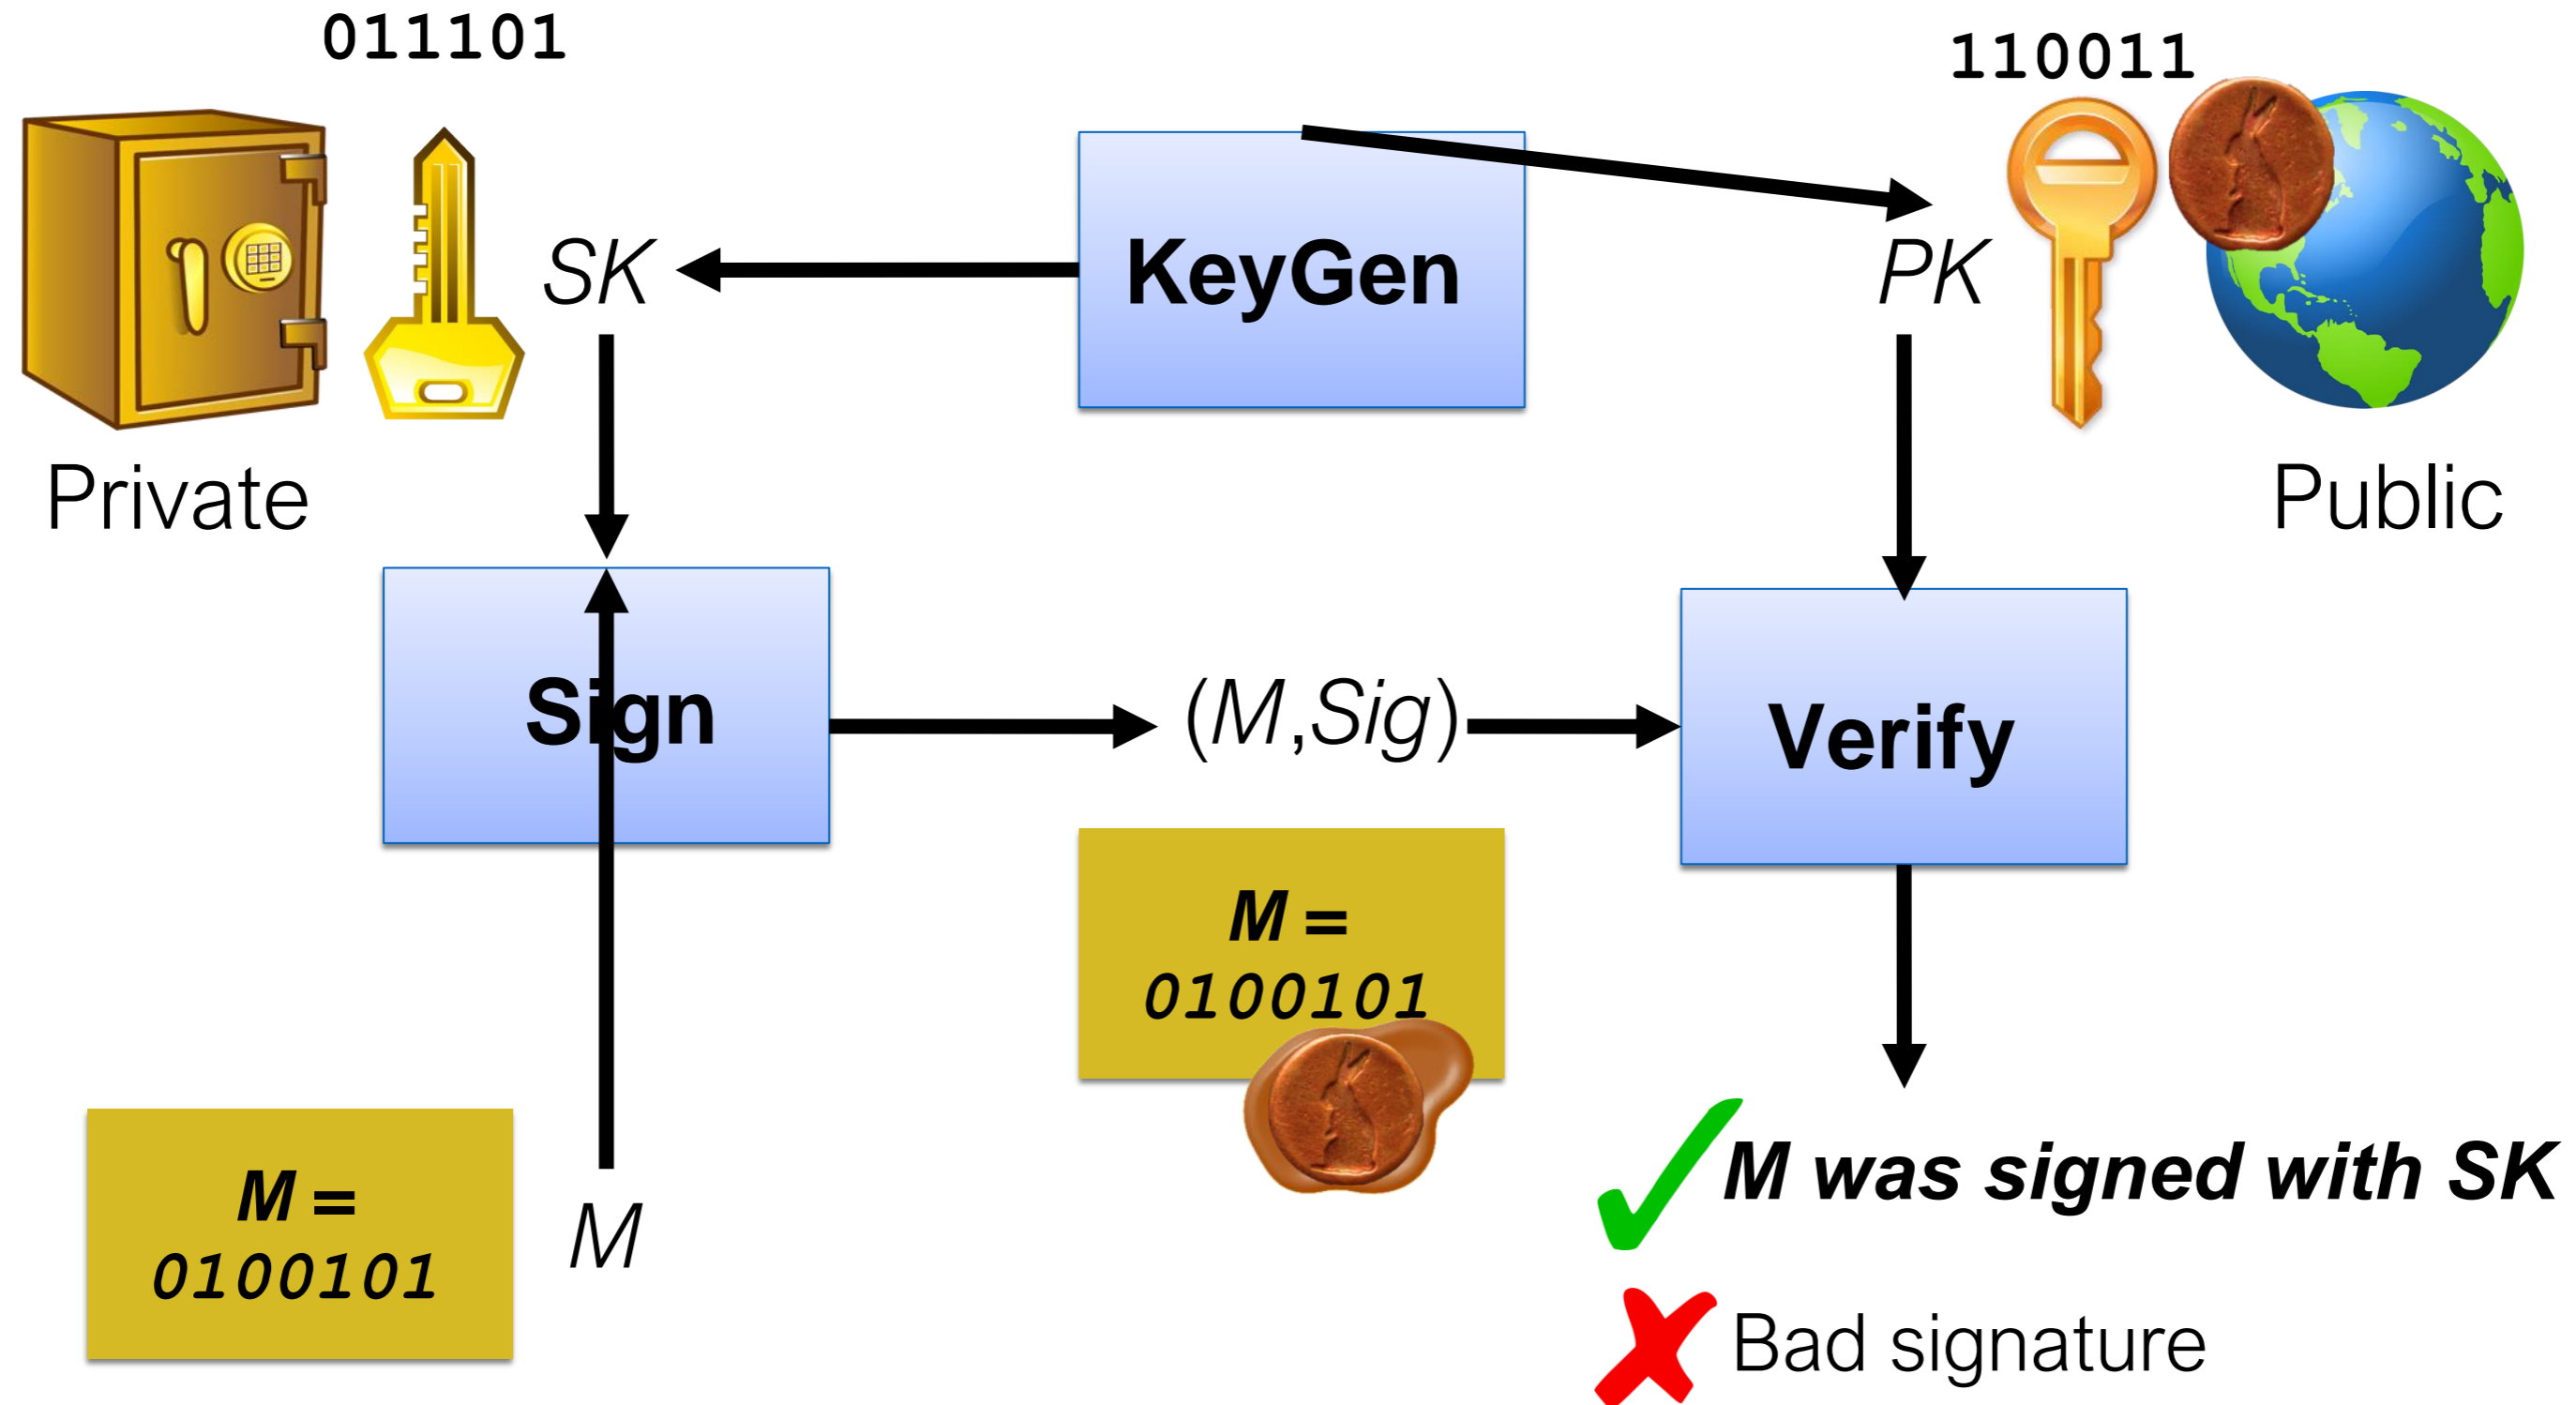 011101
110011
SK
KeyGen
PK
Private
Public
Sign
(M,Sig)
Verify
M =
0100101
M was signed with SK
M =
0100101
M
Bad signature